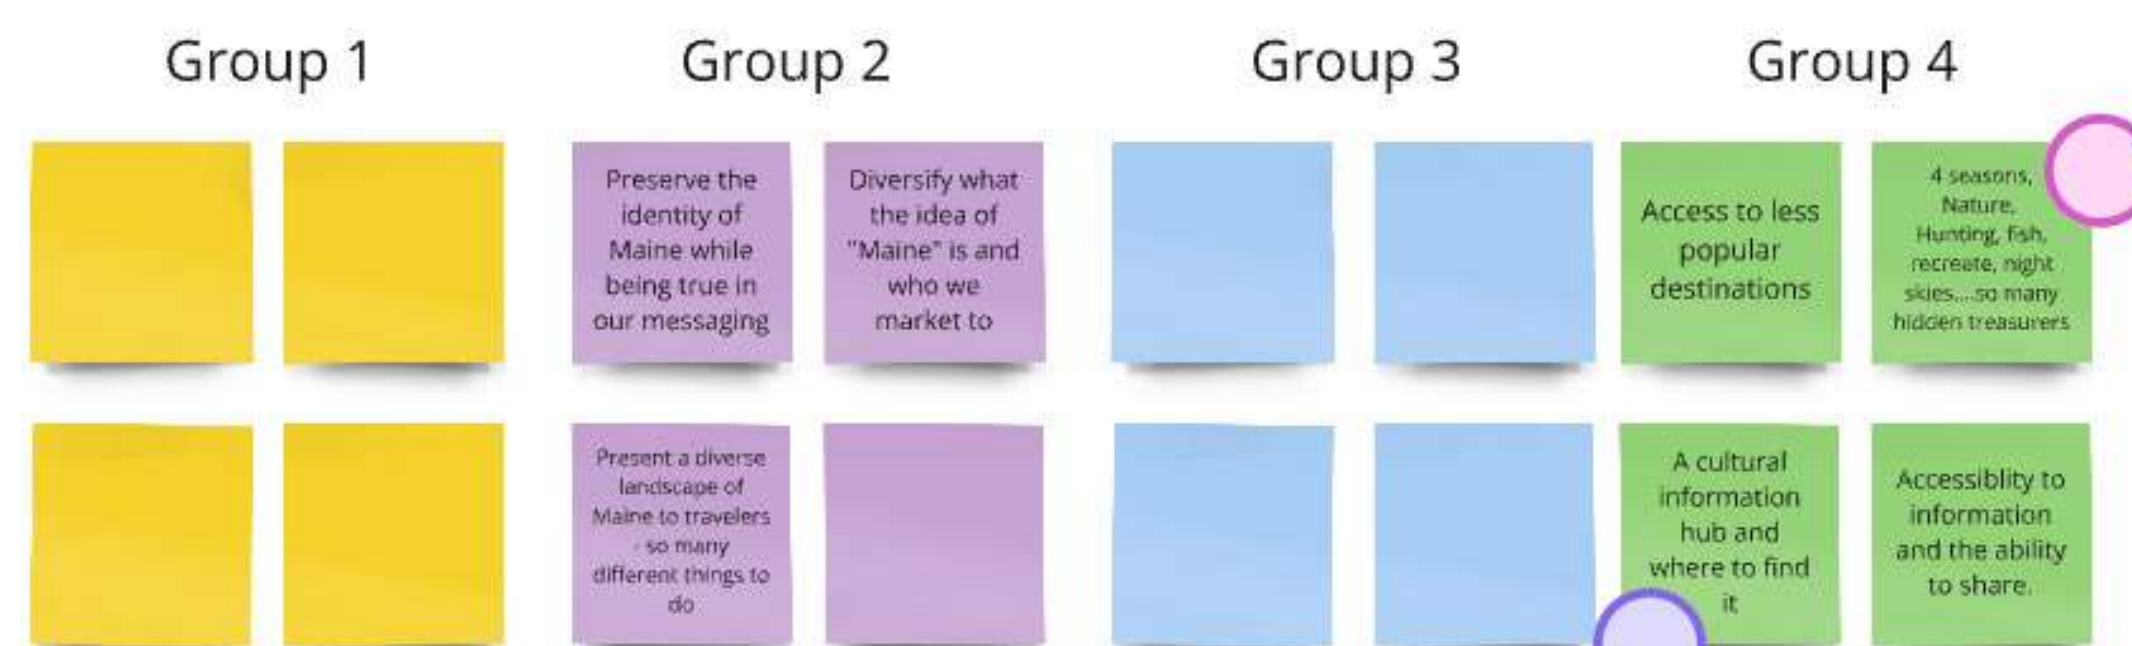 Group 1
Group 2
Group 3
Group 4
Preserve the
identity of
Maine while
being true in
our messaging
Diversify what
the idea of
"Maine" is and
who we
market to
Access to less
popular
destinations
4 seasons,
Nature,
Hunting, fish,
recreate, night
skies....so many
hidden treasurers
Present a diverse
landscape of
Maine to travelers
- so many
different things to
do
A cultural
information
hub and
where to find
it
Accessiblity to
information
and the ability
to share.